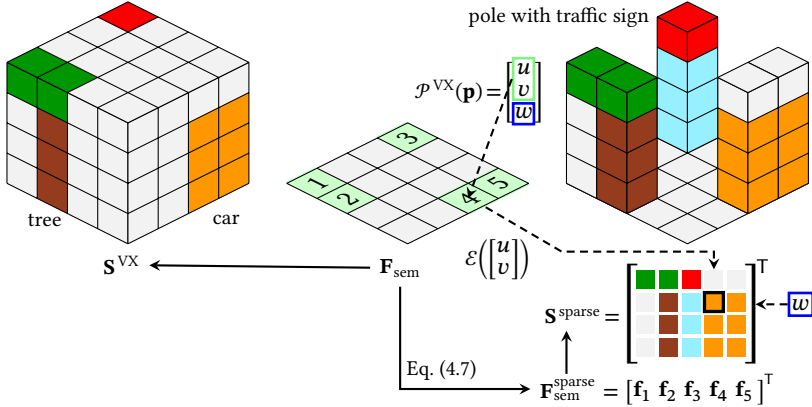 pole with traffic sign
𝒫^VX(𝐩) = [u v w]
3
1
2
4
5
tree
car
ℰ([u v])
𝐒^VX
𝐅_sem
T
𝐒^sparse =
w
Eq. (4.7)
𝐅_sem^sparse = [𝐟_1 𝐟_2 𝐟_3 𝐟_4 𝐟_5]^T